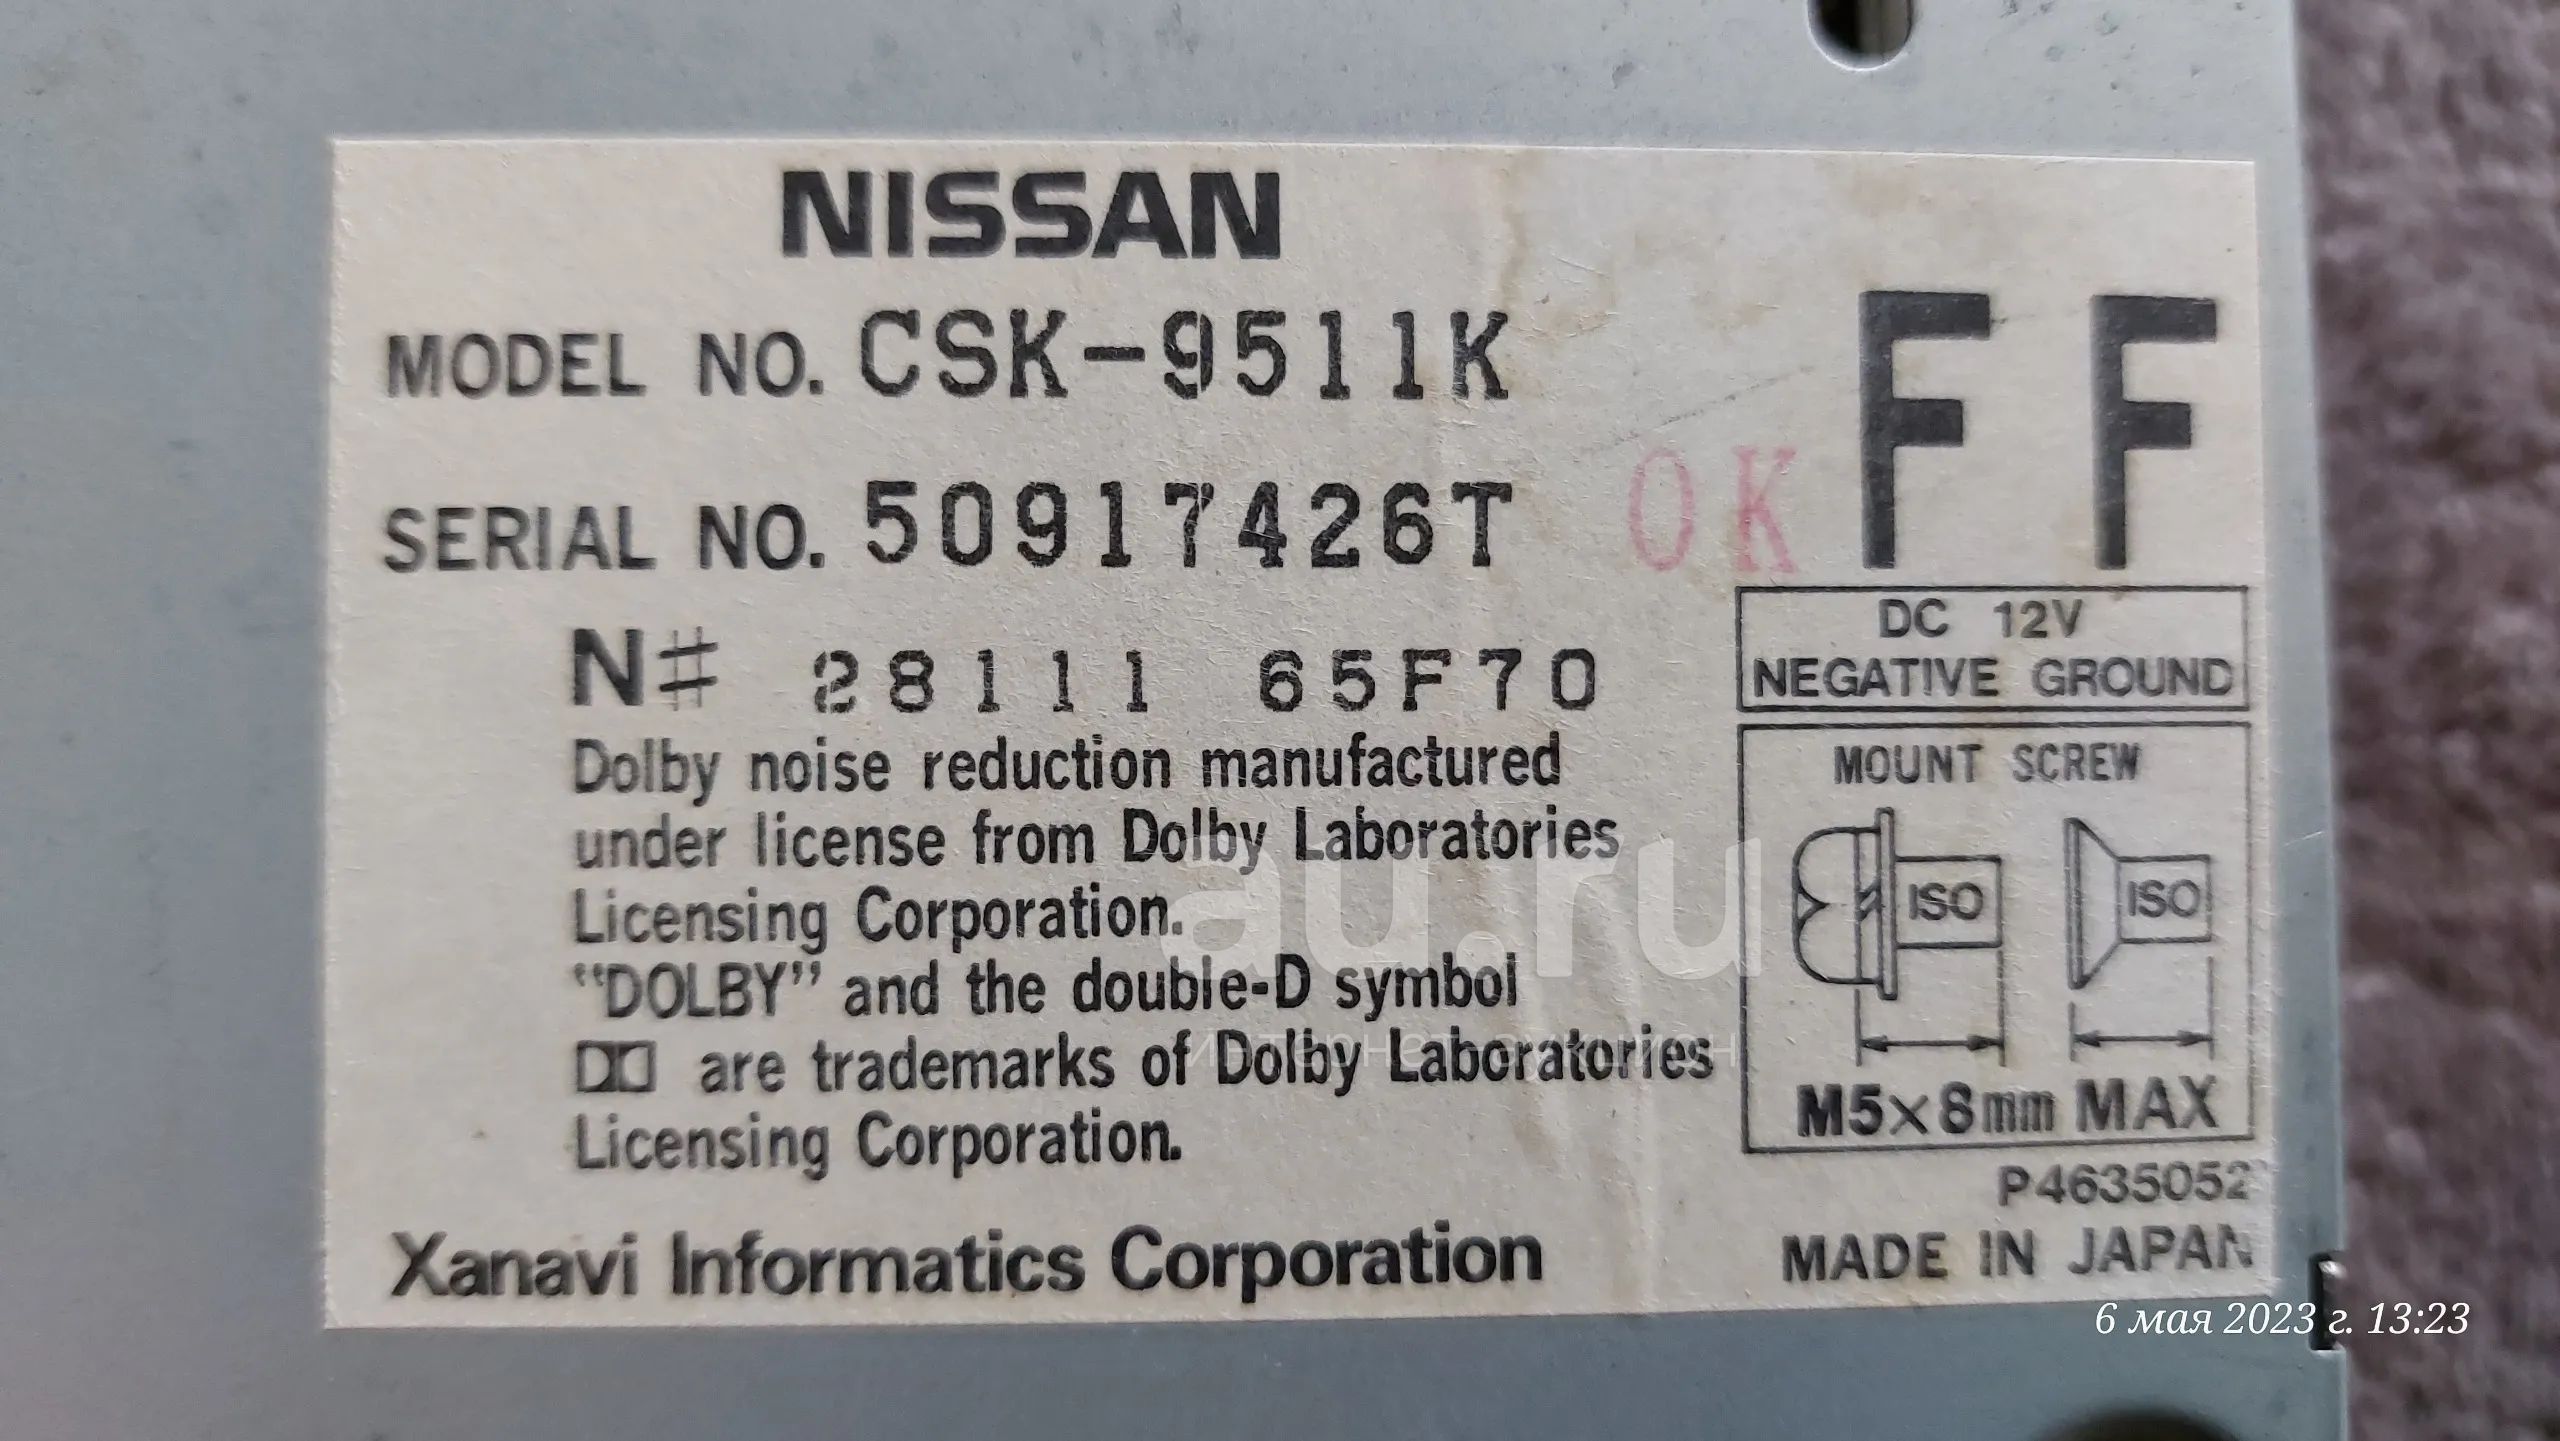 NISSAN
MODEL NO. CSK-9511K
SERIAL NO. 50917426T
OK
FF
N# 28111 65F70
DC 12V
NEGATIVE GROUND
Dolby noise reduction manufactured
under license from Dolby Laboratories
Licensing Corporation.
"DOLBY" and the double-D symbol
are trademarks of Dolby Laboratories
Licensing Corporation.
MOUNT SCREW
ISO ISO
M5×8mm MAX
P4635052
Xanavi Informatics Corporation
MADE IN JAPAN
au.ru
6 мая 2023 г. 13:23